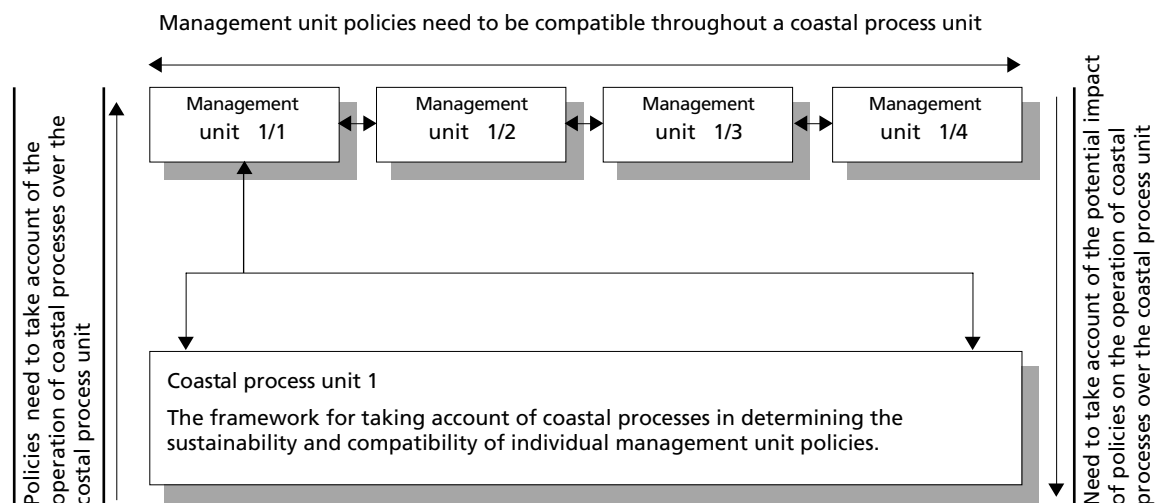 Management unit policies need to be compatible throughout a coastal process unit
Policies need to take account of the
operation of coastal processes over the
costal process unit
Management
unit 1/1
Management
unit 1/2
Management
unit 1/3
Management
unit 1/4
Coastal process unit 1
The framework for taking account of coastal processes in determining the
sustainability and compatibility of individual management unit policies.
Need to take account of the potential impact
of policies on the operation of coastal
processes over the coastal process unit